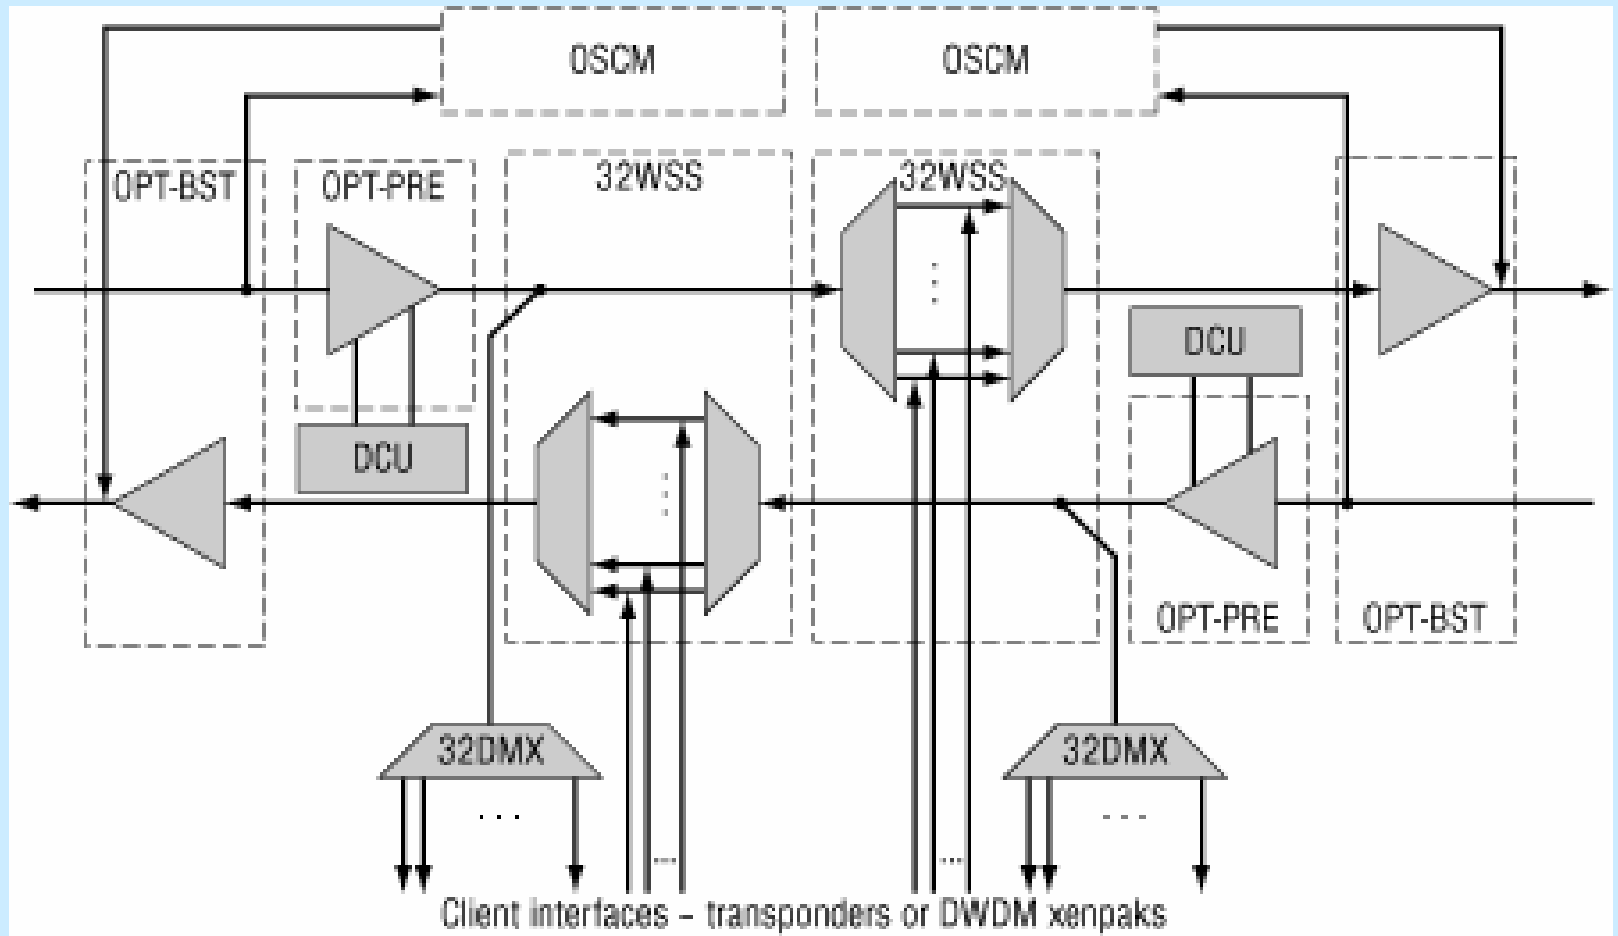 OSCM
OSCM
OPT-BST
OPT-PRE
32WSS
32WSS
DCU
DCU
OPT-PRE
OPT-BST
32DMX
32DMX
...
...
...
...
Client interfaces – transponders or DWDM xenpaks